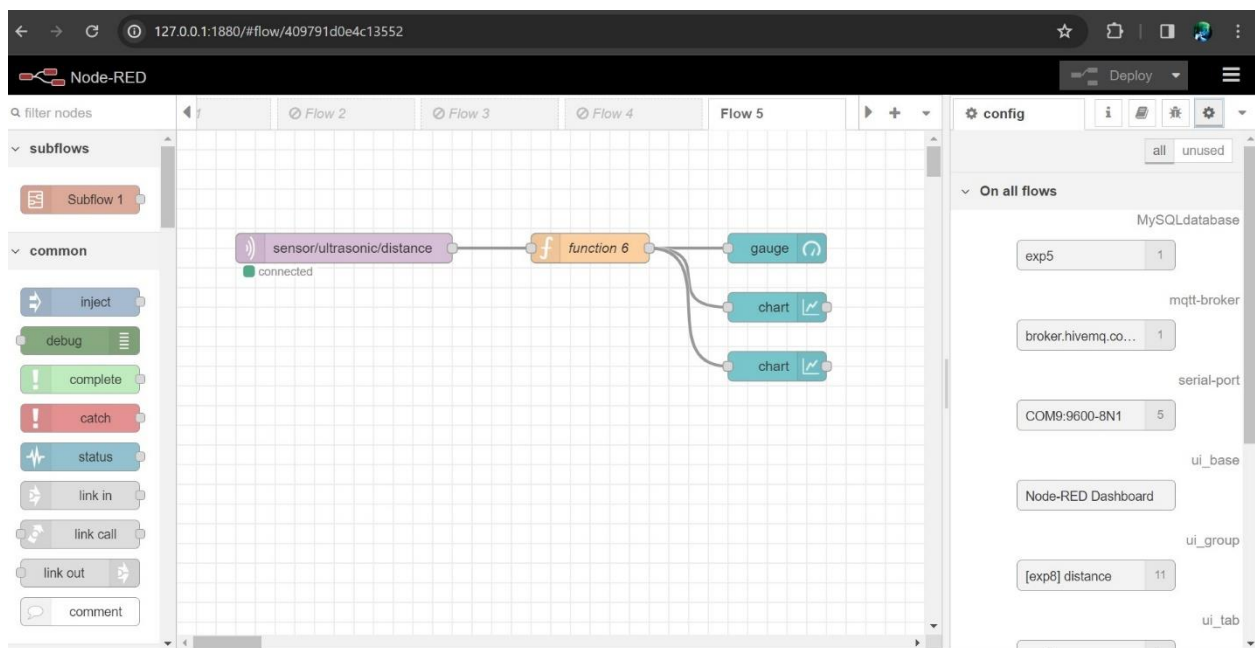 127.0.0.1:1880/#flow/409791d0e4c13552
Node-RED
Deploy
filter nodes
1
Flow 2
Flow 3
Flow 4
Flow 5
config
i
all
unused
subflows
Subflow 1
common
inject
debug
complete
catch
status
link in
link call
link out
comment
sensor/ultrasonic/distance
connected
f
function 6
gauge
chart
chart
On all flows
MySQLdatabase
exp5
1
mqtt-broker
broker.hivemq.co...
1
serial-port
COM9:9600-8N1
5
ui_base
Node-RED Dashboard
ui_group
[exp8] distance
11
ui_tab